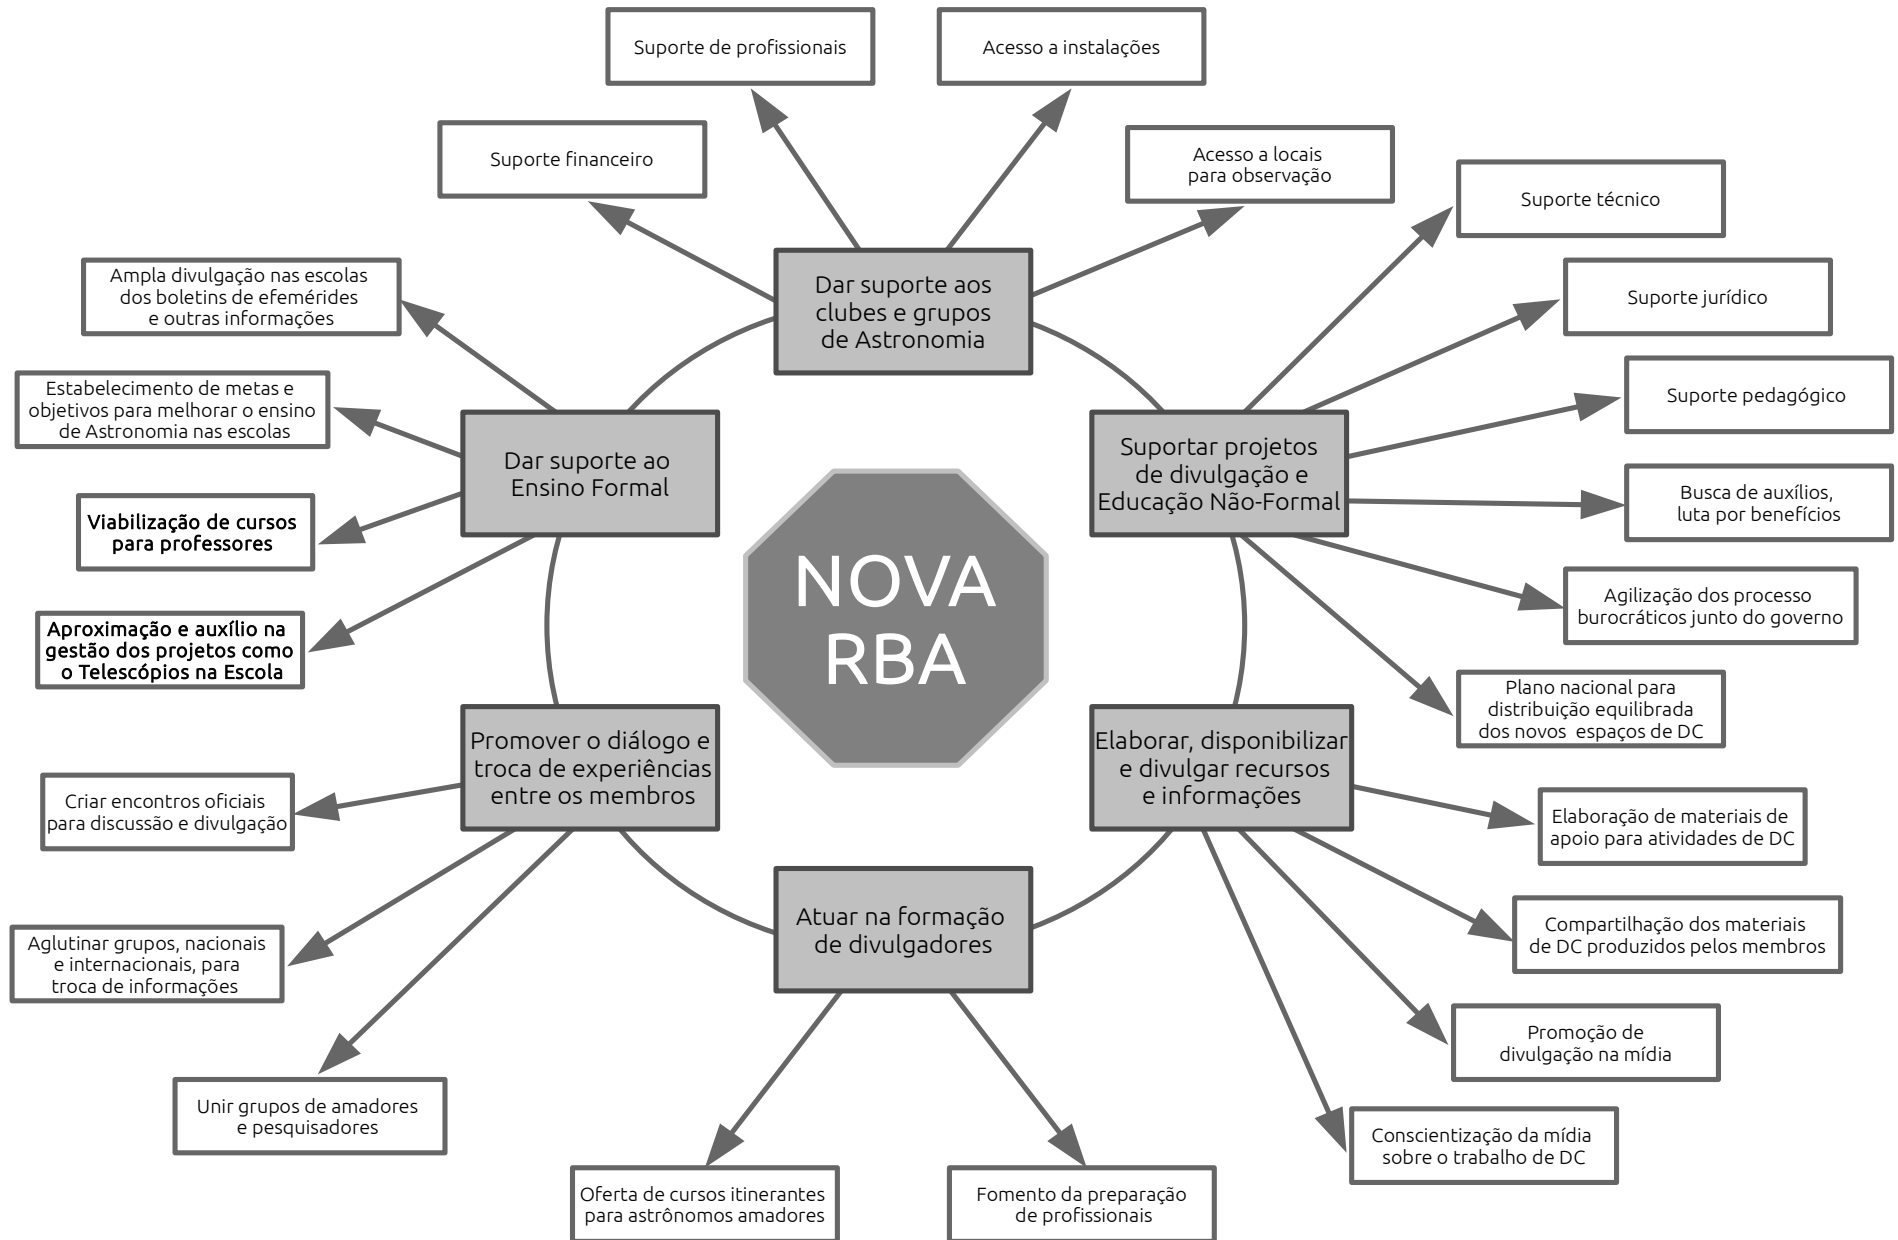 Suporte de profissionais
Acesso a instalações
Suporte financeiro
Acesso a locais
para observação
Suporte técnico
Dar suporte aos
clubes e grupos
de Astronomia
Ampla divulgação nas escolas
dos boletins de efemérides
e outras informações
Suporte jurídico
Estabelecimento de metas e
objetivos para melhorar o ensino
de Astronomia nas escolas
Suporte pedagógico
Dar suporte ao
Ensino Formal
Suportar projetos
de divulgação e
Educação Não-Formal
Viabilização de cursos
para professores
Busca de auxílios,
luta por benefícios
NOVA
RBA
Agilização dos processo
burocráticos junto do governo
Aproximação e auxílio na
gestão dos projetos como
o Telescópios na Escola
Plano nacional para
distribuição equilibrada
dos novos espaços de DC
Promover o diálogo e
troca de experiências
entre os membros
Elaborar, disponibilizar
e divulgar recursos
e informações
Criar encontros oficiais
para discussão e divulgação
Elaboração de materiais de
apoio para atividades de DC
Atuar na formação
de divulgadores
Compartilhação dos materiais
de DC produzidos pelos membros
Aglutinar grupos, nacionais
e internacionais, para
troca de informações
Promoção de
divulgação na mídia
Unir grupos de amadores
e pesquisadores
Conscientização da mídia
sobre o trabalho de DC
Oferta de cursos itinerantes
para astrônomos amadores
Fomento da preparação
de profissionais